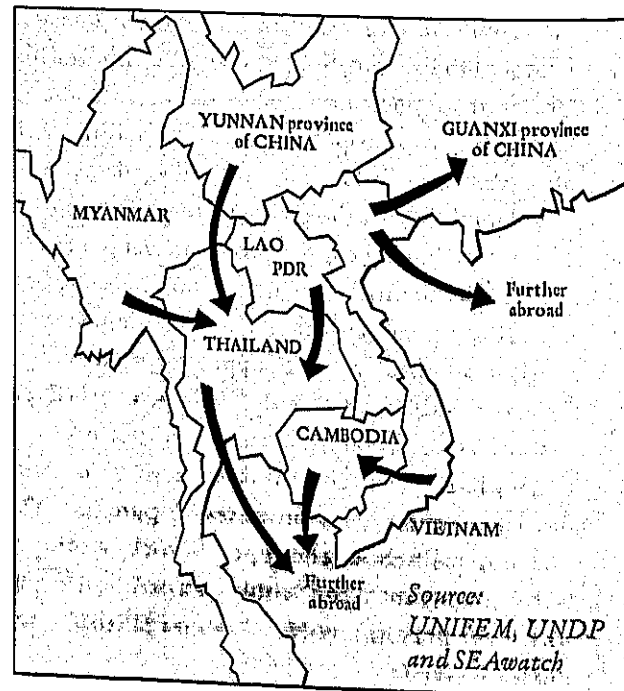 YUNNAN province
of CHINA
GUANXI province
of CHINA
MYANMAR
LAO
PDR
Further
abroad
THAILAND
CAMBODIA
VIETNAM
Further
abroad
Source:
UNIFEM, UNDP
and SEAwatch